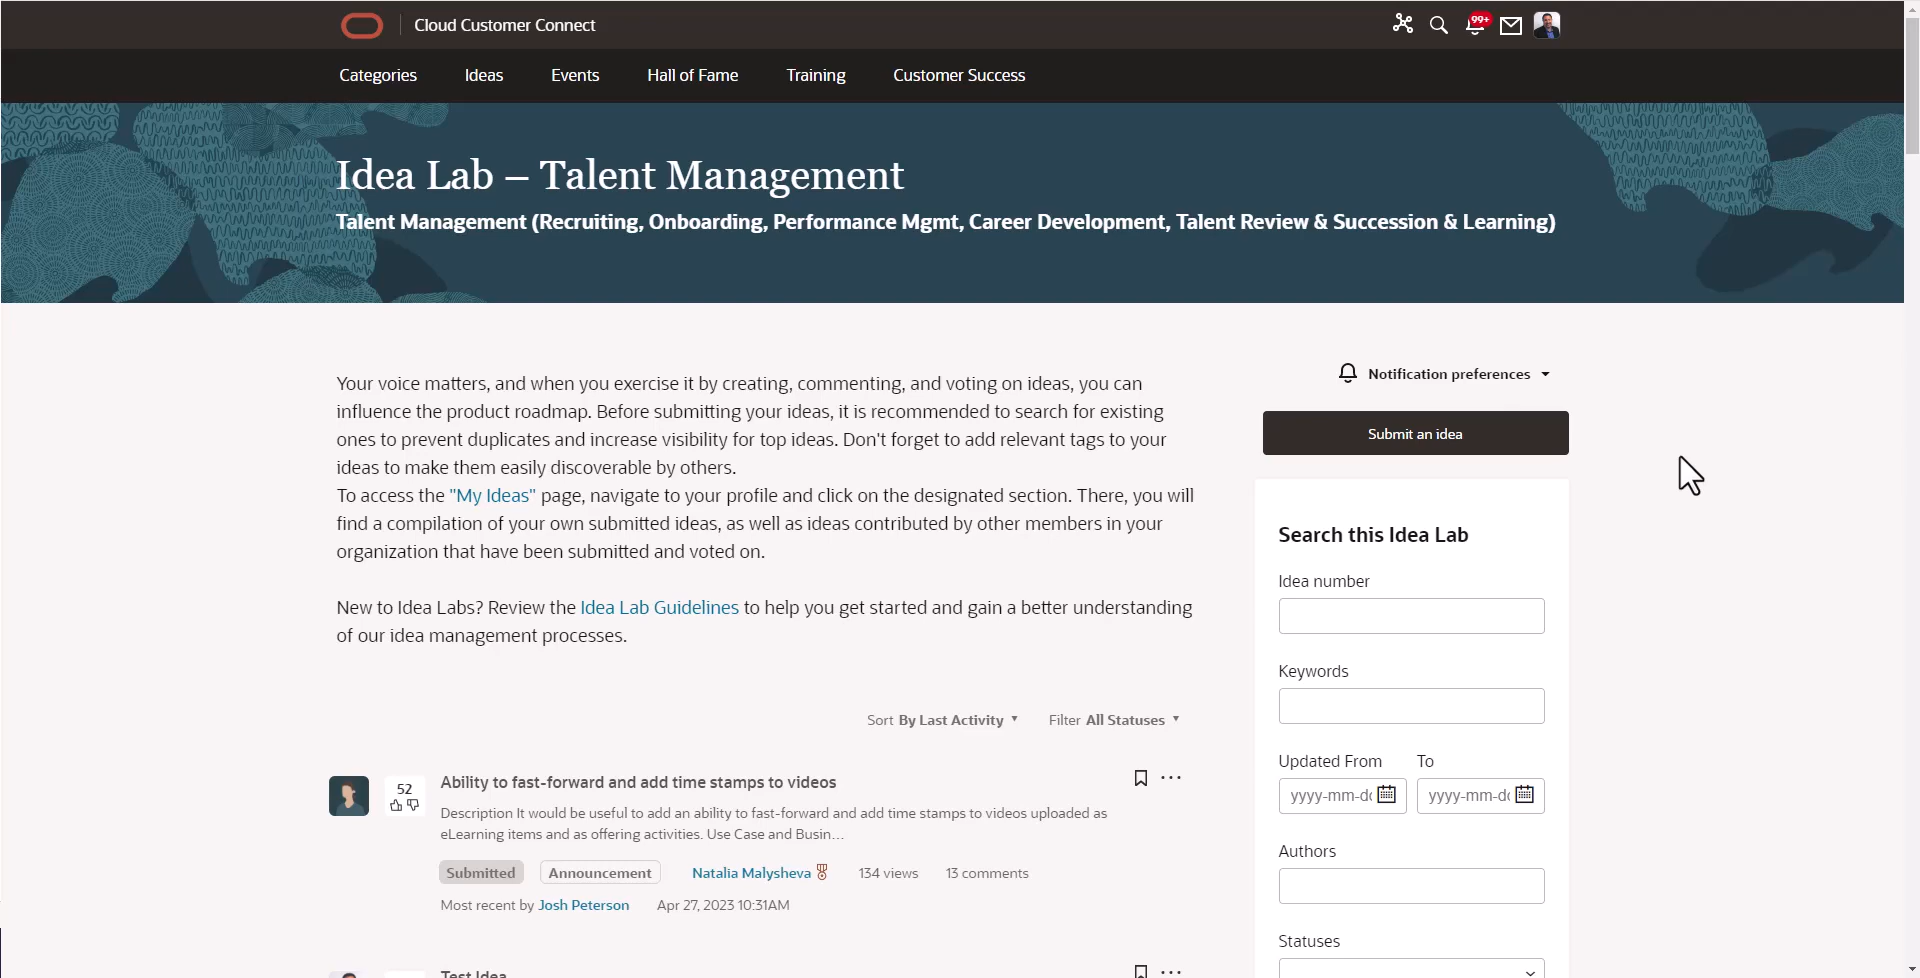 Cloud Customer Connect
99+
Categories Ideas Events Hall of Fame Training Customer Success
Idea Lab – Talent Management
Talent Management (Recruiting, Onboarding, Performance Mgmt, Career Development, Talent Review & Succession & Learning)
Your voice matters, and when you exercise it by creating, commenting, and voting on ideas, you can
influence the product roadmap. Before submitting your ideas, it is recommended to search for existing
ones to prevent duplicates and increase visibility for top ideas. Don't forget to add relevant tags to your
ideas to make them easily discoverable by others.
To access the "My Ideas" page, navigate to your profile and click on the designated section. There, you will
find a compilation of your own submitted ideas, as well as ideas contributed by other members in your
organization that have been submitted and voted on.
New to Idea Labs? Review the Idea Lab Guidelines to help you get started and gain a better understanding
of our idea management processes.
Sort By Last Activity Filter All Statuses
Ability to fast-forward and add time stamps to videos
52
Description It would be useful to add an ability to fast-forward and add time stamps to videos uploaded as
eLearning items and as offering activities. Use Case and Busin…
Submitted Announcement Natalia Malysheva 134 views 13 comments
Most recent by Josh Peterson Apr 27, 2023 10:31AM
Test Idea
Notification preferences
Submit an idea
Search this Idea Lab
Idea number
Keywords
Updated From To
yyyy-mm-dd yyyy-mm-dd
Authors
Statuses